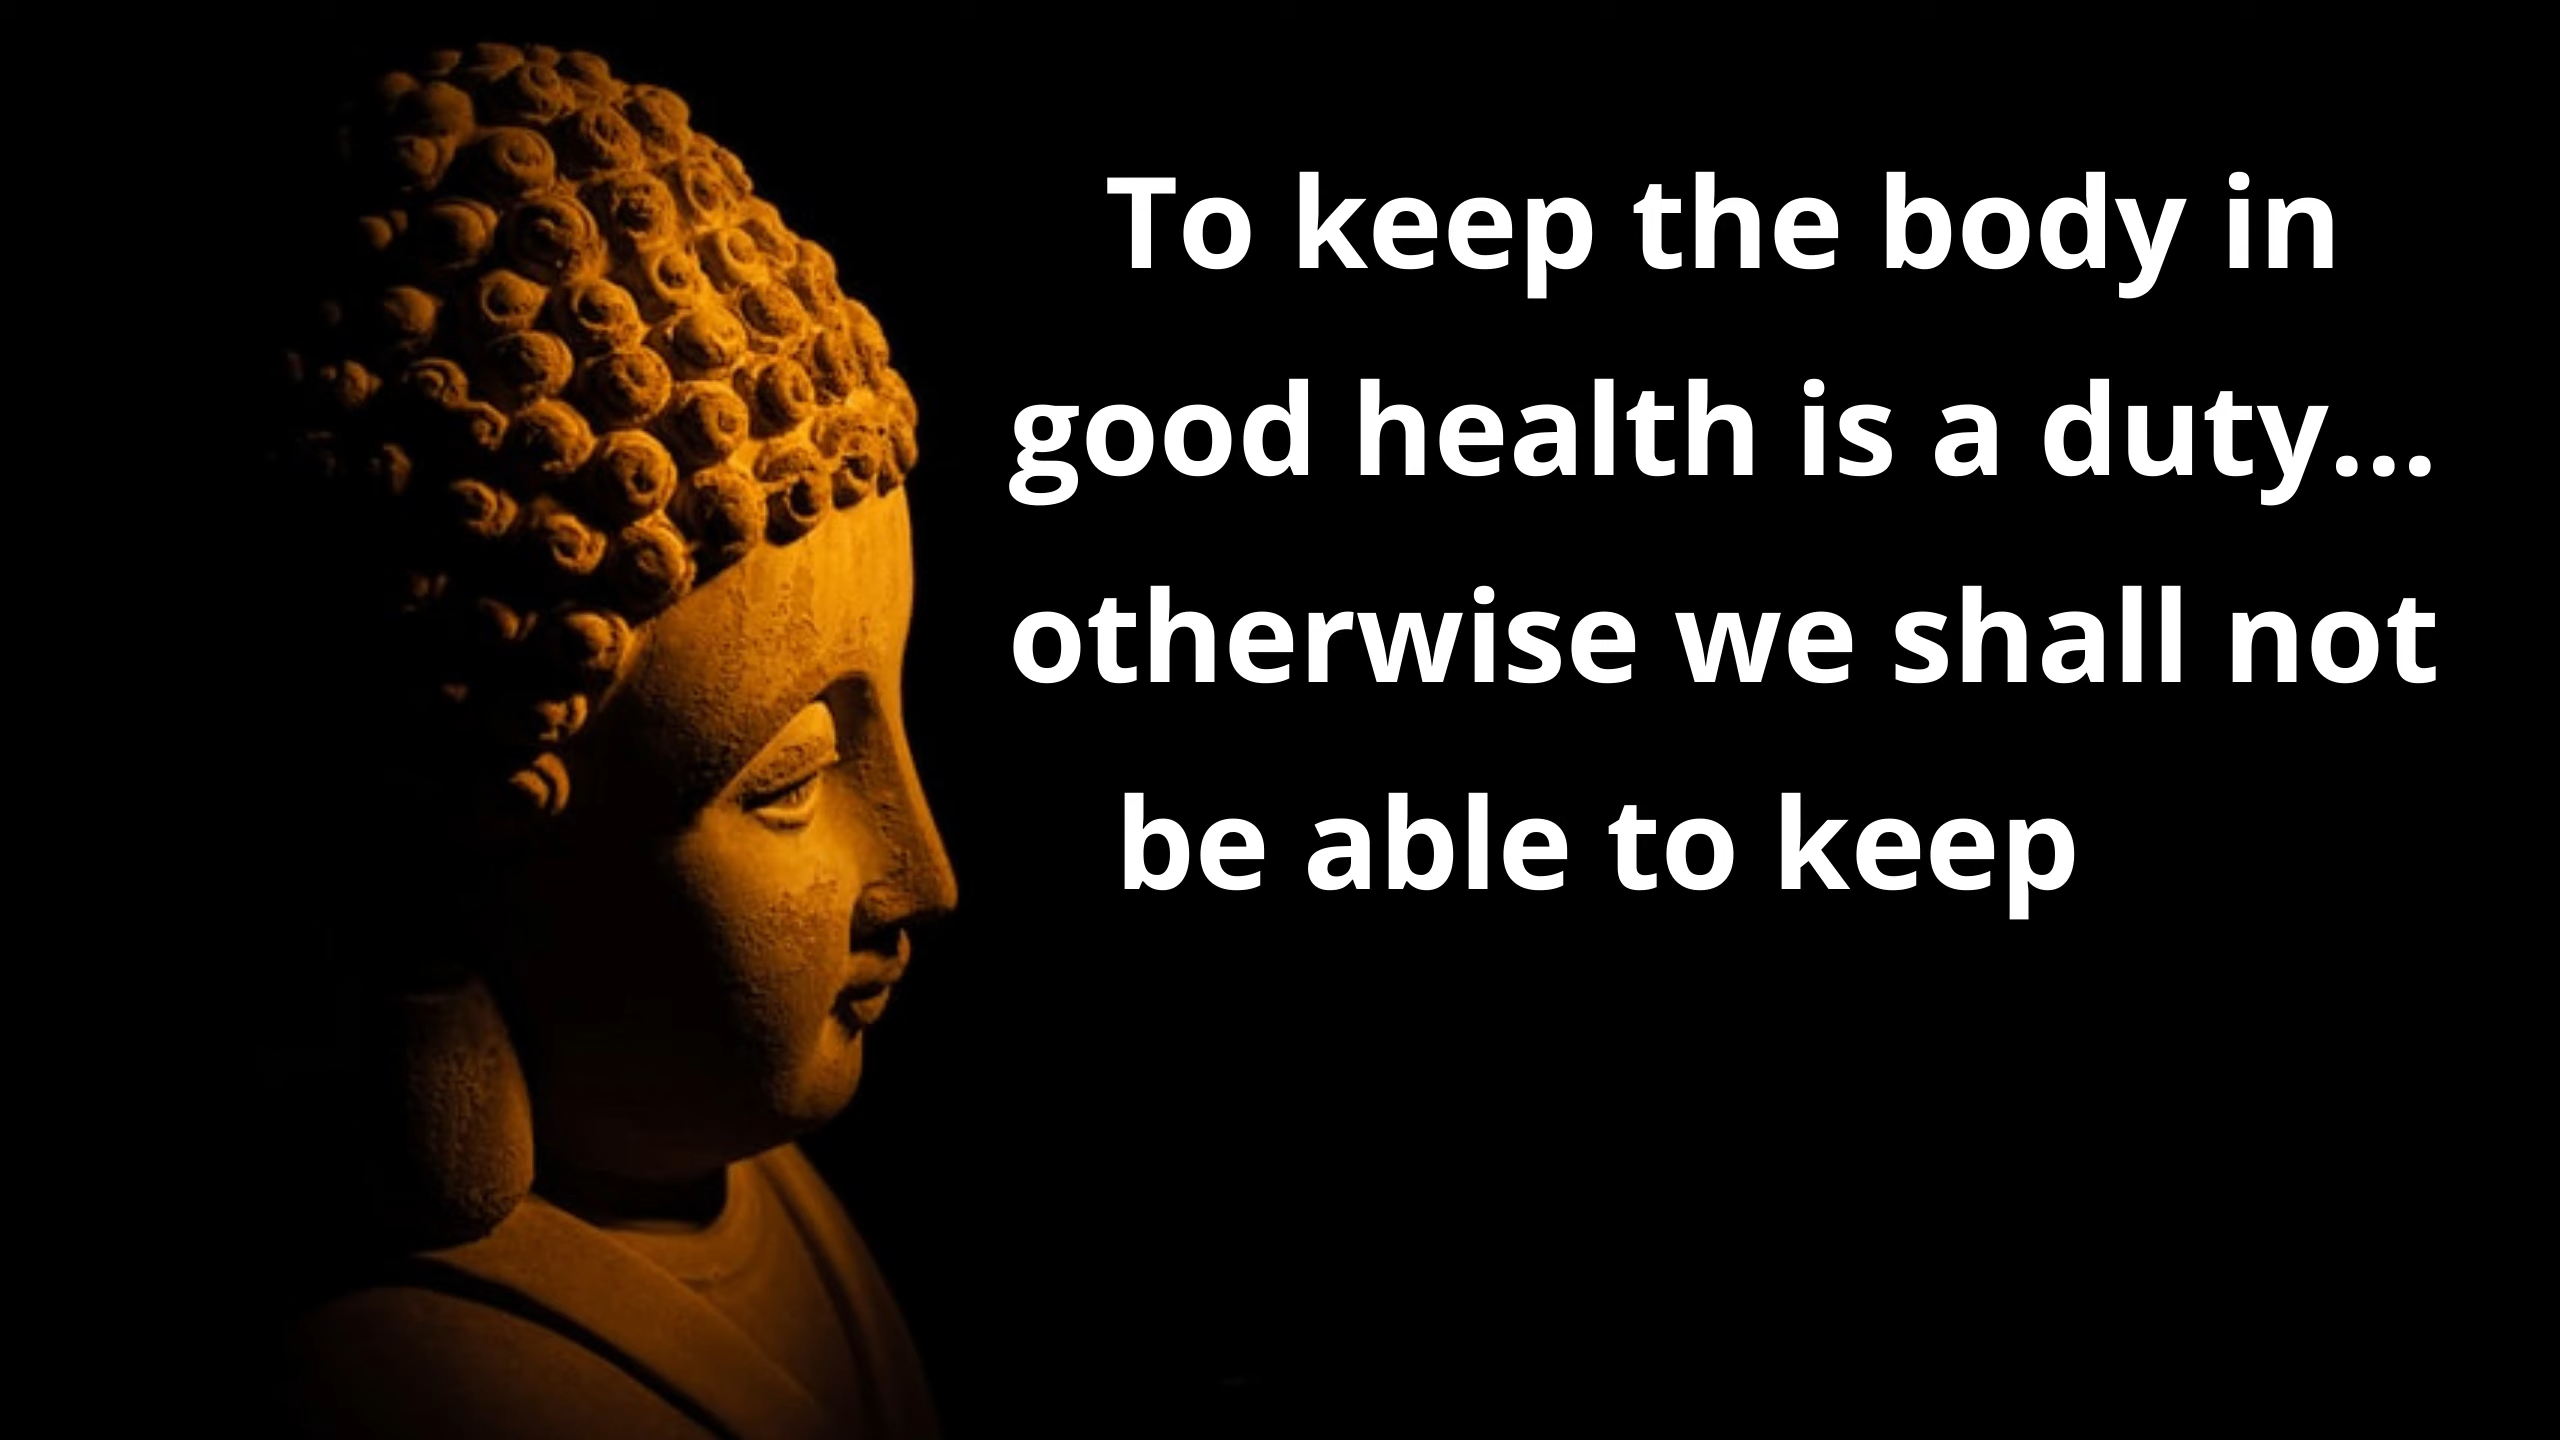 To keep the body in
good health is a duty...
otherwise we shall not
be able to keep